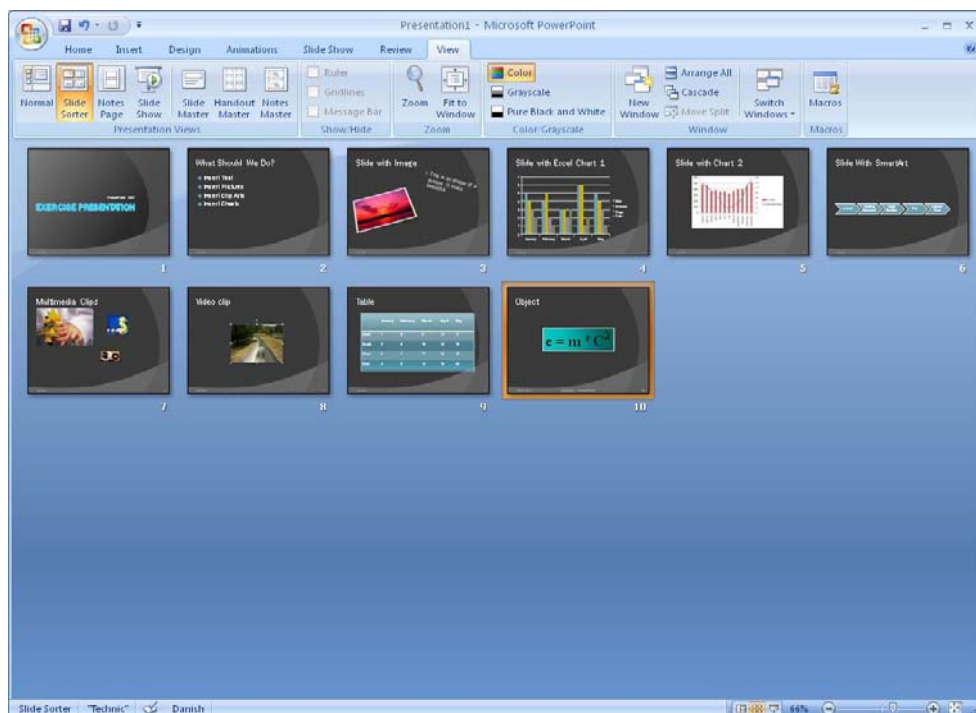 Presentation1 - Microsoft PowerPoint
Home Insert Design Animations Slide Show Review View
Normal
Slide Sorter
Notes Page
Slide Show
Slide Master
Handout Master
Notes Master
Presentation Views
Ruler
Gridlines
Message Bar
Show/Hide
Zoom
Fit to Window
Zoom
Color
Grayscale
Pure Black and White
Color/Grayscale
New Window
Arrange All
Cascade
Move Split
Switch Windows
Window
Macros
Macros
EXERCISE PRESENTATION
1
What Should We Do?
Insert Text
Insert Pictures
Insert Clip Arts
Insert Charts
2
Slide with Image
3
Slide with Excel Chart 1
4
Slide with Chart 2
5
Slide With SmartArt
6
Multimedia Clips
7
Video clip
8
Table
9
Object
e = m * C²
10
Slide Sorter "Technic" Danish 66%